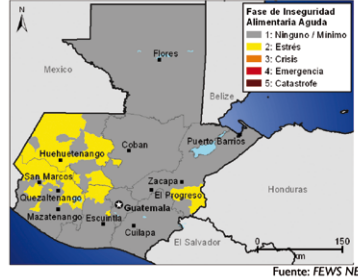 Fase de Inseguridad
Alimentaria Aguda
1: Ninguno / Mínimo
2: Estrés
3: Crisis
4: Emergencia
5: Catastrofe
N
Flores
Mexico
Belize
Puerto Barrios
Coban
Huehuetenango
San Marcos
Zacapa
Honduras
El Progreso
Quezaltenango
Guatemala
Mazatenango
Escuintla
Cuilapa
El Salvador
0
150
km
Fuente: FEWS NE